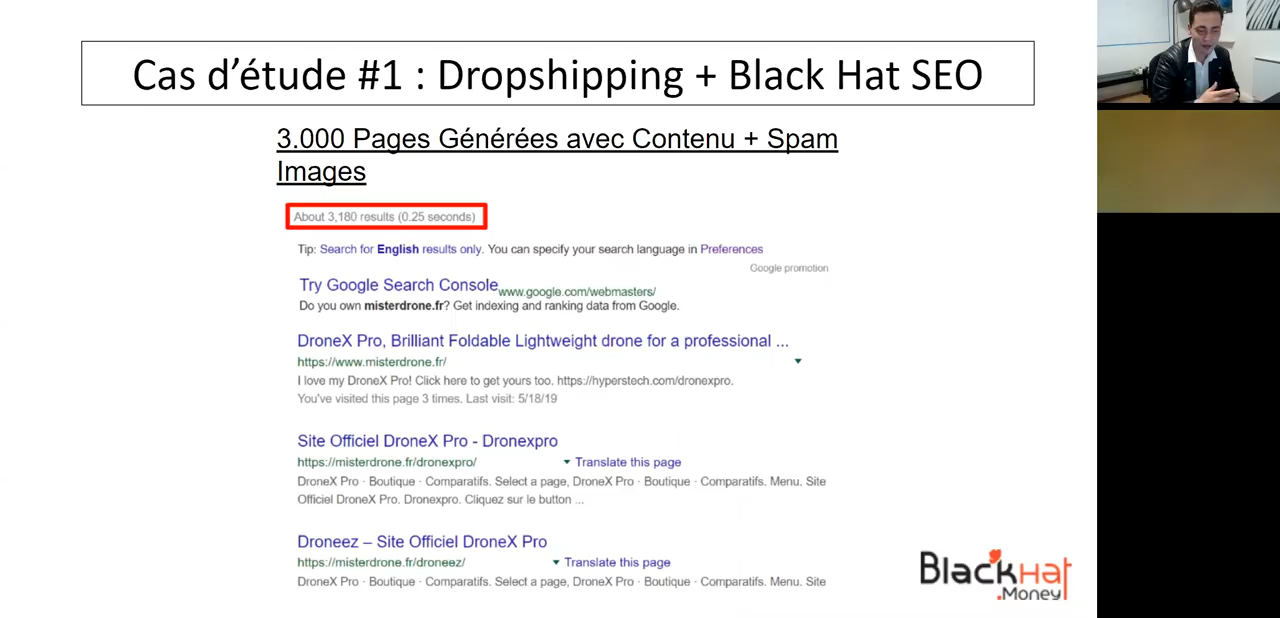 Cas d’étude #1 : Dropshipping + Black Hat SEO
3.000 Pages Générées avec Contenu + Spam
Images
About 3,180 results (0.25 seconds)
Tip: Search for English results only. You can specify your search language in Preferences
Google promotion
Try Google Search Console www.google.com/webmasters/
Do you own misterdrone.fr? Get indexing and ranking data from Google.
DroneX Pro, Brilliant Foldable Lightweight drone for a professional ...
https://www.misterdrone.fr/
I love my DroneX Pro! Click here to get yours too. https://hyperstech.com/dronexpro.
You've visited this page 3 times. Last visit: 5/18/19
Site Officiel DroneX Pro - Dronexpro
https://misterdrone.fr/dronexpro/ Translate this page
DroneX Pro · Boutique · Comparatifs. Select a page, DroneX Pro · Boutique · Comparatifs. Menu. Site
Officiel DroneX Pro. Dronexpro. Cliquez sur le button ...
Droneez – Site Officiel DroneX Pro
https://misterdrone.fr/droneez/ Translate this page
DroneX Pro · Boutique · Comparatifs. Select a page, DroneX Pro · Boutique · Comparatifs. Menu. Site
BlackHat
.Money